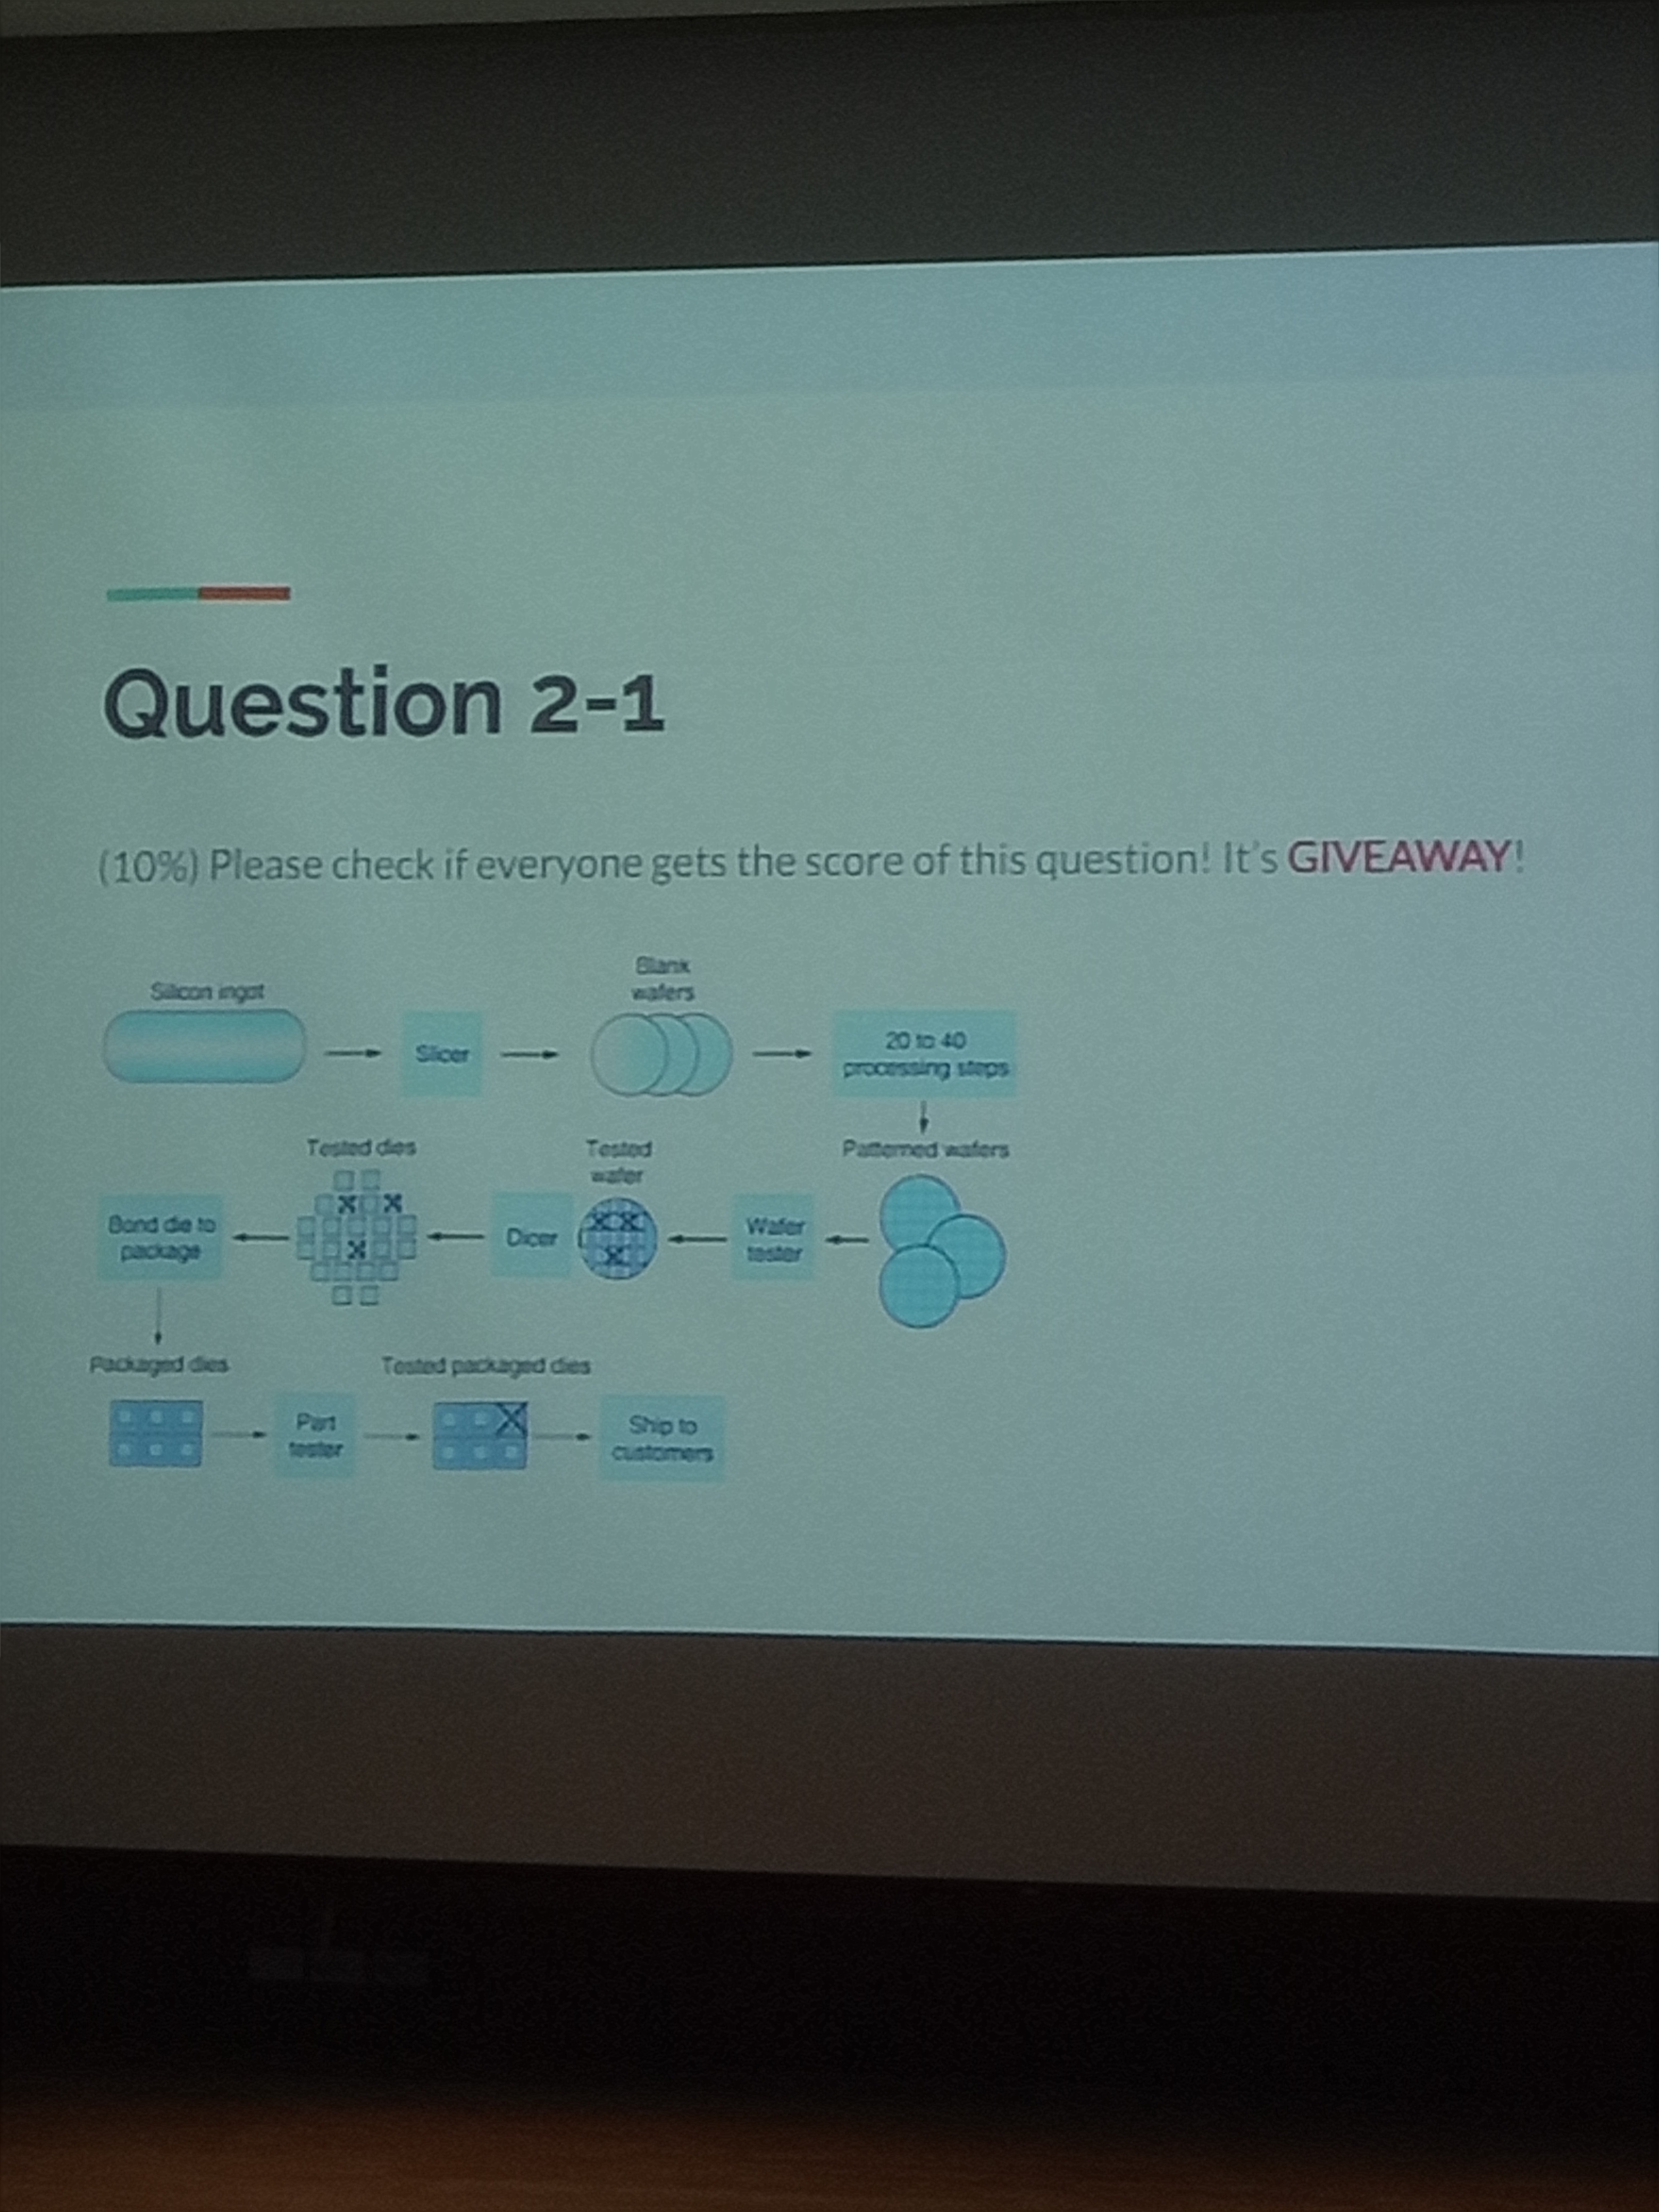 Question 2-1
(10%) Please check if everyone gets the score of this question! It's GIVEAWAY!
Silicon ingot
Slicer
Blank
wafers
20 to 40
processing steps
Patterned wafers
Wafer
tester
Tested
wafer
Dicer
Tested dies
Bond die to
package
Packaged dies
Part
tester
Tested packaged dies
Ship to
customers